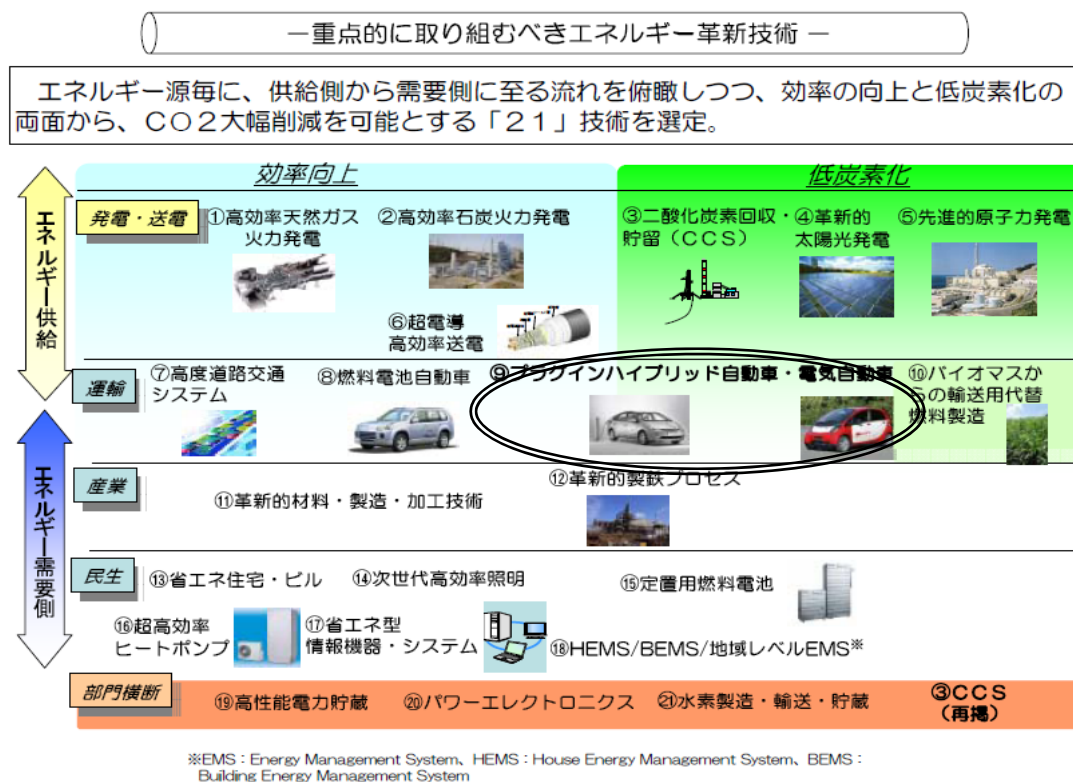 －重点的に取り組むべきエネルギー革新技術 －
エネルギー源毎に、供給側から需要側に至る流れを俯瞰しつつ、効率の向上と低炭素化の
両面から、ＣＯ２大幅削減を可能とする「２１」技術を選定。
効率向上
低炭素化
エネルギー供給
発電・送電
①高効率天然ガス
火力発電
②高効率石炭火力発電
③二酸化炭素回収・
貯留（ＣＣＳ）
④革新的
太陽光発電
⑤先進的原子力発電
⑥超電導
高効率送電
運輸
⑦高度道路交通
システム
⑧燃料電池自動車
⑨プラグインハイブリッド自動車・電気自動車
⑩バイオマスか
らの輸送用代替
燃料製造
エネルギー需要側
産業
⑪革新的材料・製造・加工技術
⑫革新的製鉄プロセス
民生
⑬省エネ住宅・ビル
⑭次世代高効率照明
⑮定置用燃料電池
⑯超高効率
ヒートポンプ
⑰省エネ型
情報機器・システム
⑱HEMS/BEMS/地域レベルEMS※
部門横断
⑲高性能電力貯蔵
⑳パワーエレクトロニクス
㉑水素製造・輸送・貯蔵
③ＣＣＳ
（再掲）
※EMS：Energy Management System、HEMS：House Energy Management System、BEMS：
Building Energy Management System